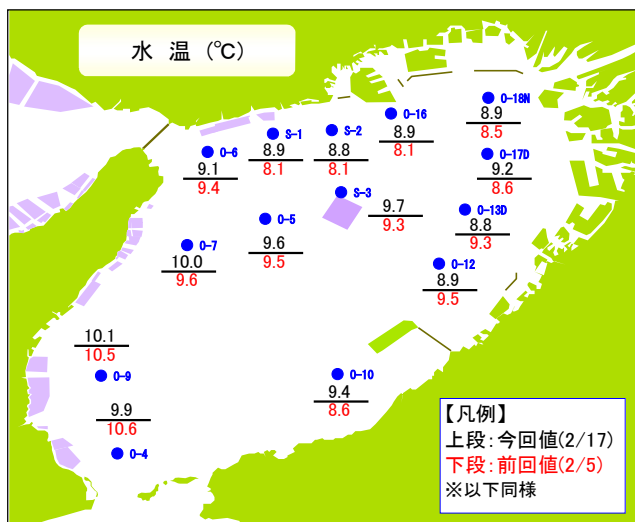 水 温 (℃)
O-18N
8.9
8.5
O-16
8.9
8.1
S-2
8.8
8.1
S-1
8.9
8.1
O-6
9.1
9.4
O-17D
9.2
8.6
S-3
9.7
9.3
O-13D
8.8
9.3
O-5
9.6
9.5
O-7
10.0
9.6
O-12
8.9
9.5
10.1
10.5
O-9
O-10
9.4
8.6
9.9
10.6
O-4
【凡例】
上段:今回値(2/17)
下段:前回値(2/5)
※以下同様